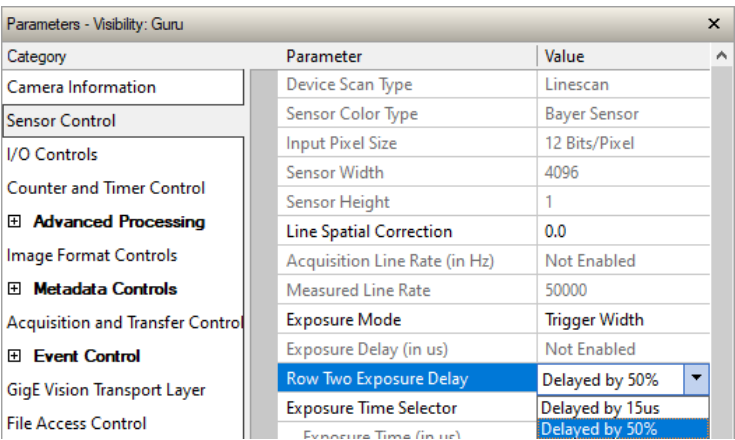 Parameters - Visibility: Guru
Category Parameter Value
Camera Information Device Scan Type Linescan
Sensor Control Sensor Color Type Bayer Sensor
I/O Controls Input Pixel Size 12 Bits/Pixel
Counter and Timer Control Sensor Width 4096
Advanced Processing Sensor Height 1
Image Format Controls Line Spatial Correction 0.0
Metadata Controls Acquisition Line Rate (in Hz) Not Enabled
Acquisition and Transfer Control Measured Line Rate 50000
Event Control Exposure Mode Trigger Width
GigE Vision Transport Layer Exposure Delay (in us) Not Enabled
File Access Control Row Two Exposure Delay Delayed by 50%
Exposure Time Selector Delayed by 15us
Exposure Time (in us) Delayed by 50%